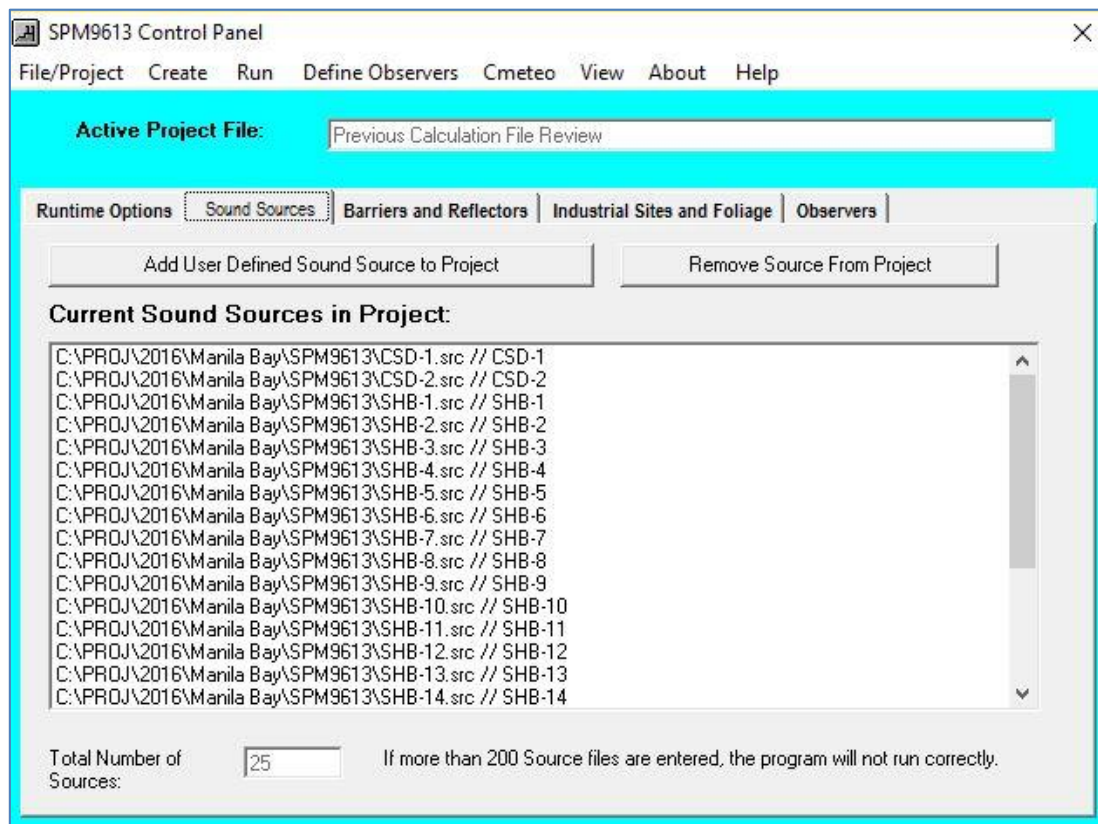 SPM9613 Control Panel
File/Project Create Run Define Observers Cmeteo View About Help
Active Project File: Previous Calculation File Review
Runtime Options Sound Sources Barriers and Reflectors Industrial Sites and Foliage Observers
Add User Defined Sound Source to Project Remove Source From Project
Current Sound Sources in Project:
C:\PROJ\2016\Manila Bay\SPM9613\CSD-1.src // CSD-1
C:\PROJ\2016\Manila Bay\SPM9613\CSD-2.src // CSD-2
C:\PROJ\2016\Manila Bay\SPM9613\SHB-1.src // SHB-1
C:\PROJ\2016\Manila Bay\SPM9613\SHB-2.src // SHB-2
C:\PROJ\2016\Manila Bay\SPM9613\SHB-3.src // SHB-3
C:\PROJ\2016\Manila Bay\SPM9613\SHB-4.src // SHB-4
C:\PROJ\2016\Manila Bay\SPM9613\SHB-5.src // SHB-5
C:\PROJ\2016\Manila Bay\SPM9613\SHB-6.src // SHB-6
C:\PROJ\2016\Manila Bay\SPM9613\SHB-7.src // SHB-7
C:\PROJ\2016\Manila Bay\SPM9613\SHB-8.src // SHB-8
C:\PROJ\2016\Manila Bay\SPM9613\SHB-9.src // SHB-9
C:\PROJ\2016\Manila Bay\SPM9613\SHB-10.src // SHB-10
C:\PROJ\2016\Manila Bay\SPM9613\SHB-11.src // SHB-11
C:\PROJ\2016\Manila Bay\SPM9613\SHB-12.src // SHB-12
C:\PROJ\2016\Manila Bay\SPM9613\SHB-13.src // SHB-13
C:\PROJ\2016\Manila Bay\SPM9613\SHB-14.src // SHB-14
Total Number of Sources: 25 If more than 200 Source files are entered, the program will not run correctly.